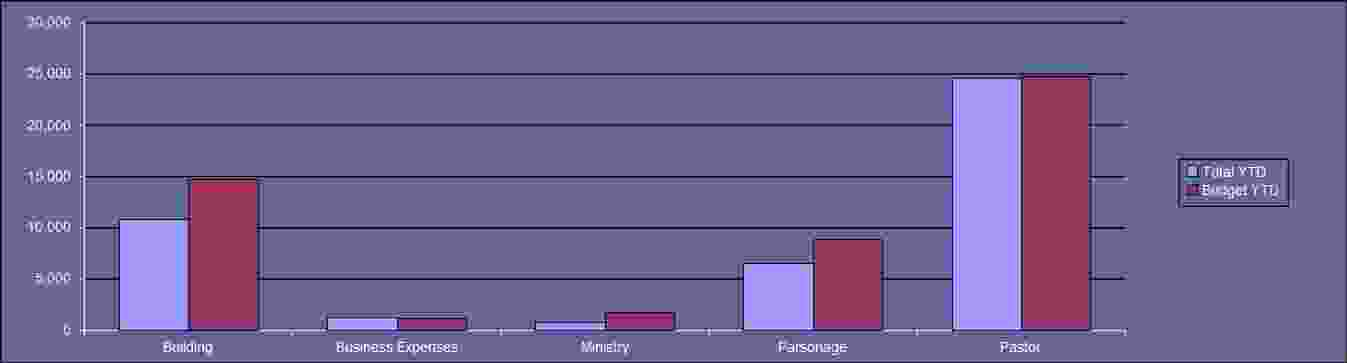 30,000
25,000
20,000
15,000
10,000
5,000
0
Building
Business Expenses
Ministry
Parsonage
Pastor
Total YTD
Budget YTD